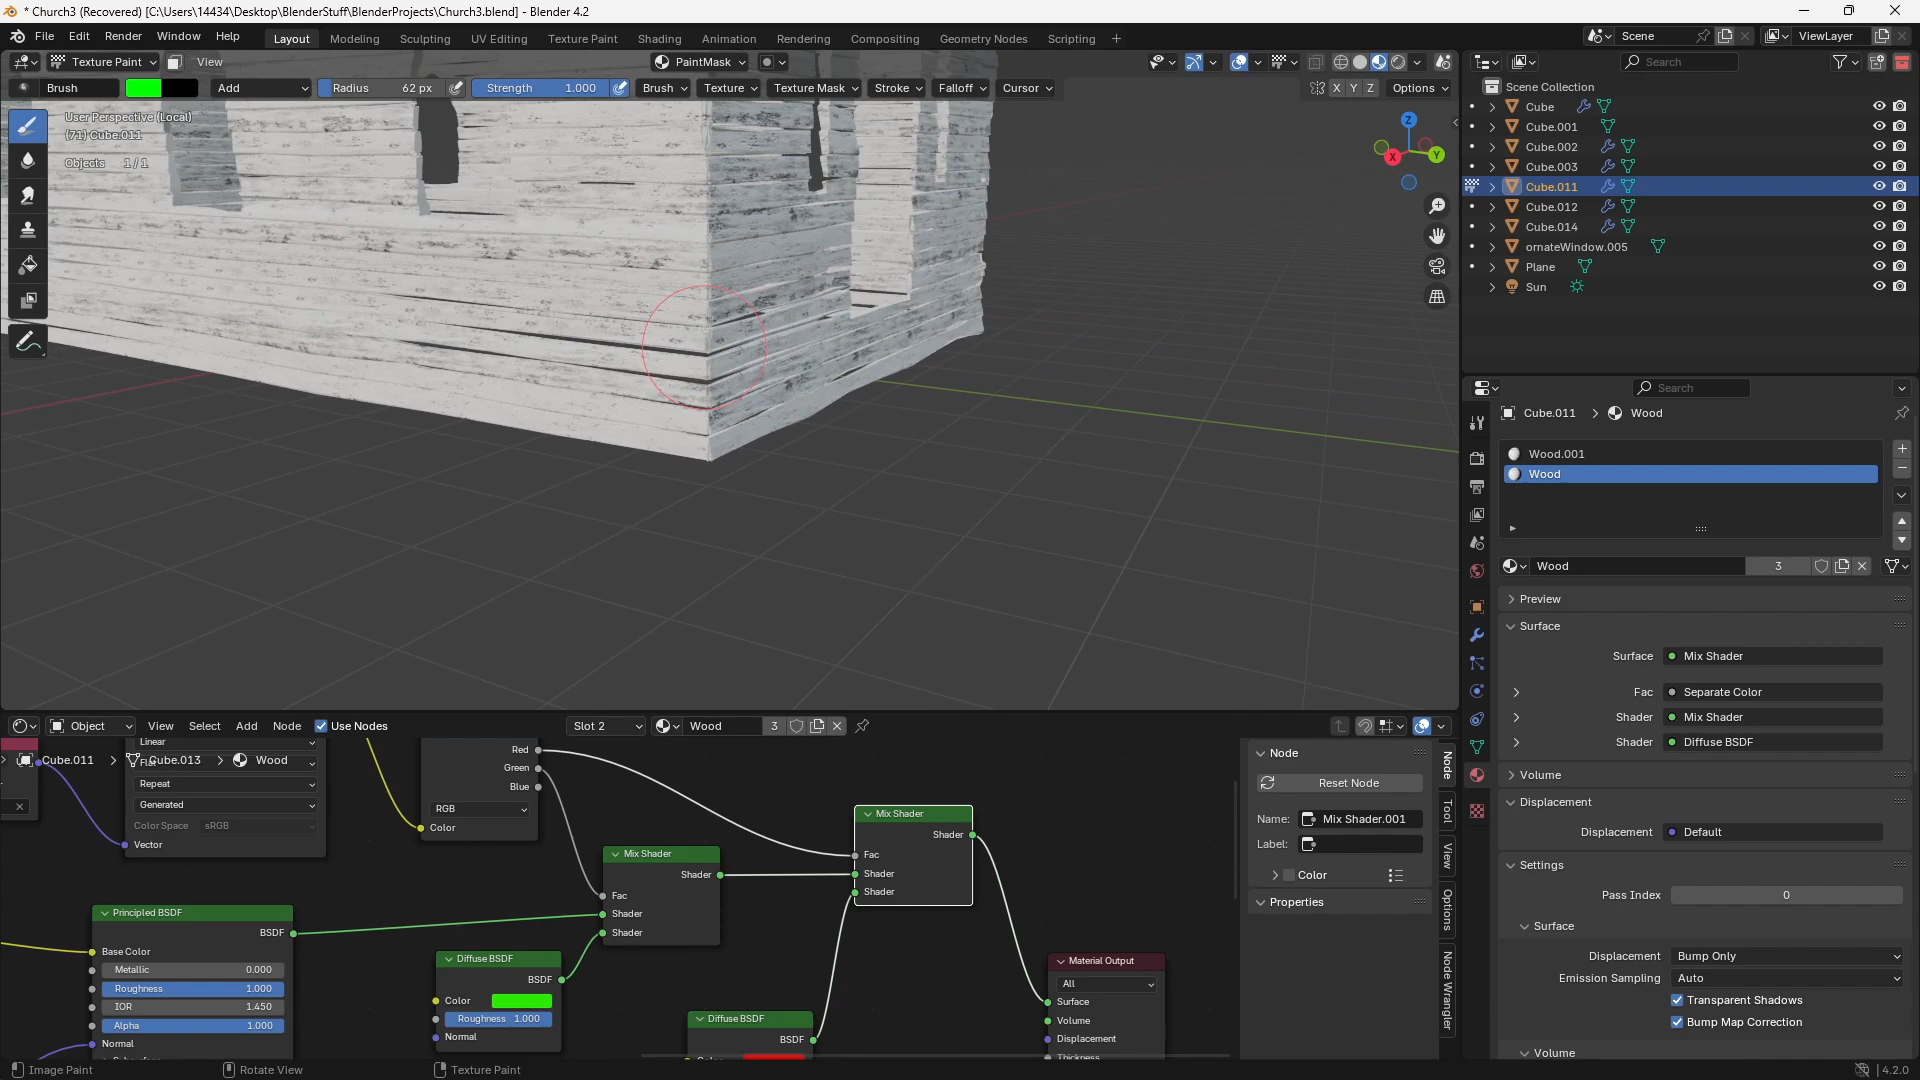 * Church3 (Recovered) [C:\Users\14434\Desktop\BlenderStuff\BlenderProjects\Church3.blend] - Blender 4.2
File Edit Render Window Help Layout Modeling Sculpting UV Editing Texture Paint Shading Animation Rendering Compositing Geometry Nodes Scripting + Scene ViewLayer
Texture Paint View PaintMask Search
Brush Add Radius 62 px Strength 1.000 Brush Texture Texture Mask Stroke Falloff Cursor X Y Z Options
User Perspective (Local)
(71) Cube.011
Objects 1 / 1
Z
X
Y
Scene Collection
Cube
Cube.001
Cube.002
Cube.003
Cube.011
Cube.012
Cube.014
ornateWindow.005
Plane
Sun
Search
Cube.011 > Wood
Wood.001
Wood
Wood 3
Preview
Surface
Surface Mix Shader
Fac Separate Color
Shader Mix Shader
Shader Diffuse BSDF
Volume
Displacement
Displacement Default
Settings
Pass Index 0
Surface
Displacement Bump Only
Emission Sampling Auto
Transparent Shadows
Bump Map Correction
Volume
Object View Select Add Node Use Nodes Slot 2 Wood 3
Cube.011 > Cube.013 > Wood
Linear
Repeat
Generated
Color Space sRGB
Vector
Red
Green
Blue
RGB
Color
Mix Shader
Shader
Fac
Shader
Shader
Mix Shader
Shader
Fac
Shader
Shader
Principled BSDF
BSDF
Base Color
Metallic 0.000
Roughness 1.000
IOR 1.450
Alpha 1.000
Normal
Diffuse BSDF
BSDF
Color
Roughness 1.000
Normal
Diffuse BSDF
BSDF
Material Output
All
Surface
Volume
Displacement
Thickness
Node
Reset Node
Name: Mix Shader.001
Label:
Color
Properties
Node
Tool
View
Options
Node Wrangler
Image Paint Rotate View Texture Paint 4.2.0